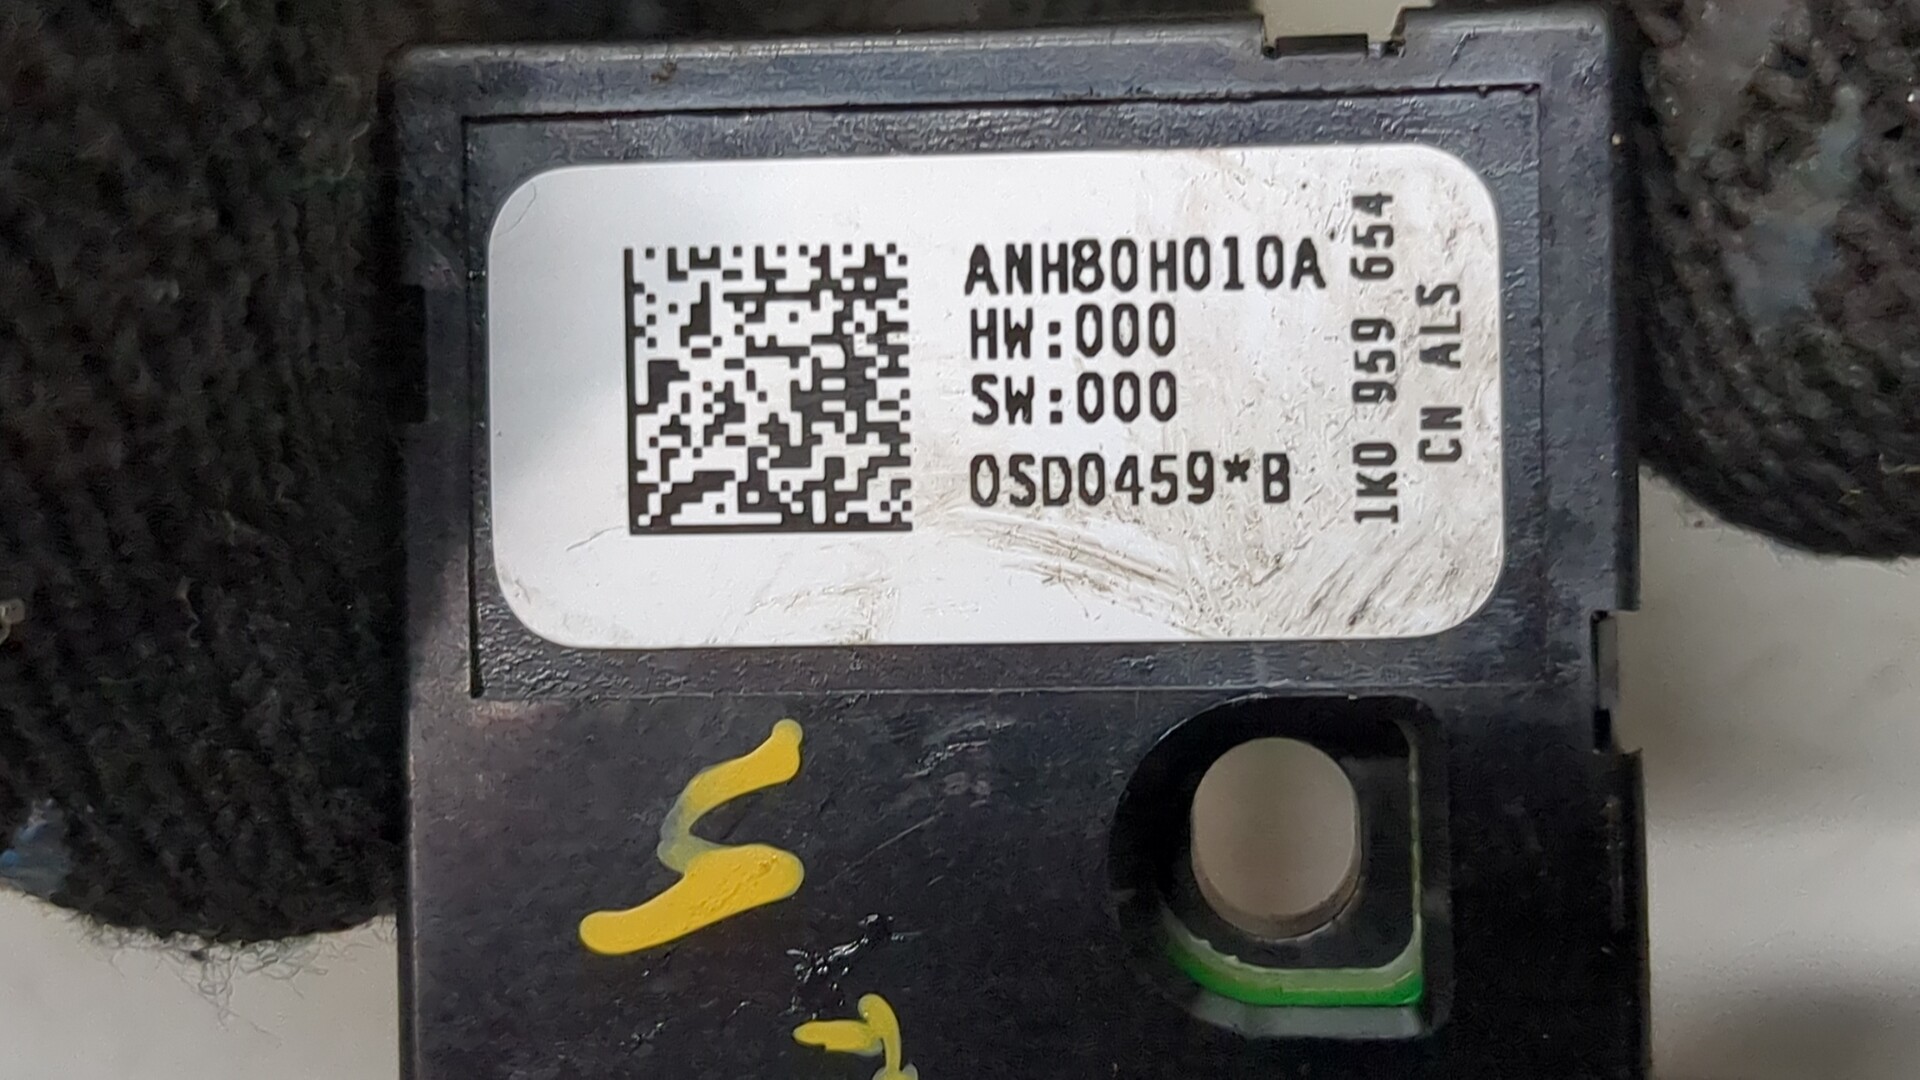 ANH80H010A
HW:000
SW:000
0SD0459*B
1K0 959 654
CN ALS